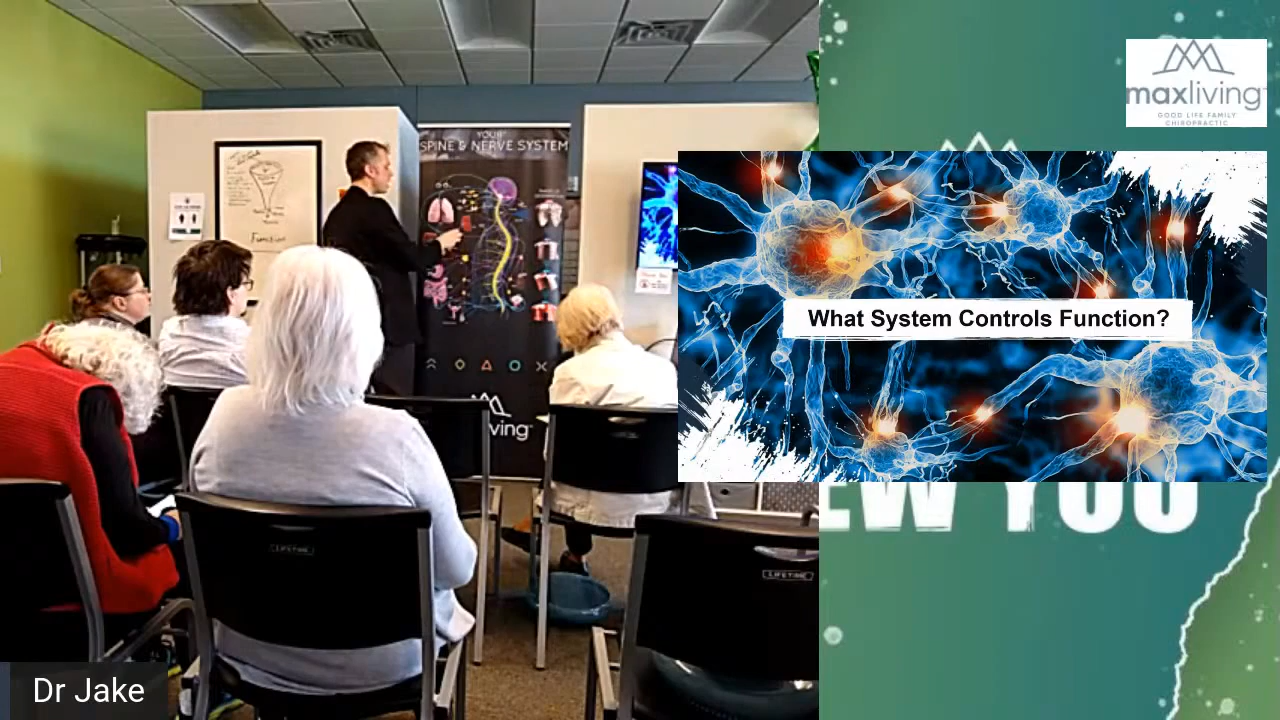 maxliving
GOOD LIFE FAMILY
CHIROPRACTIC
YOUR
SPINE & NERVE SYSTEM
Function
What System Controls Function?
living
EW YOU
LIFETIME
LIFETIME
Dr Jake